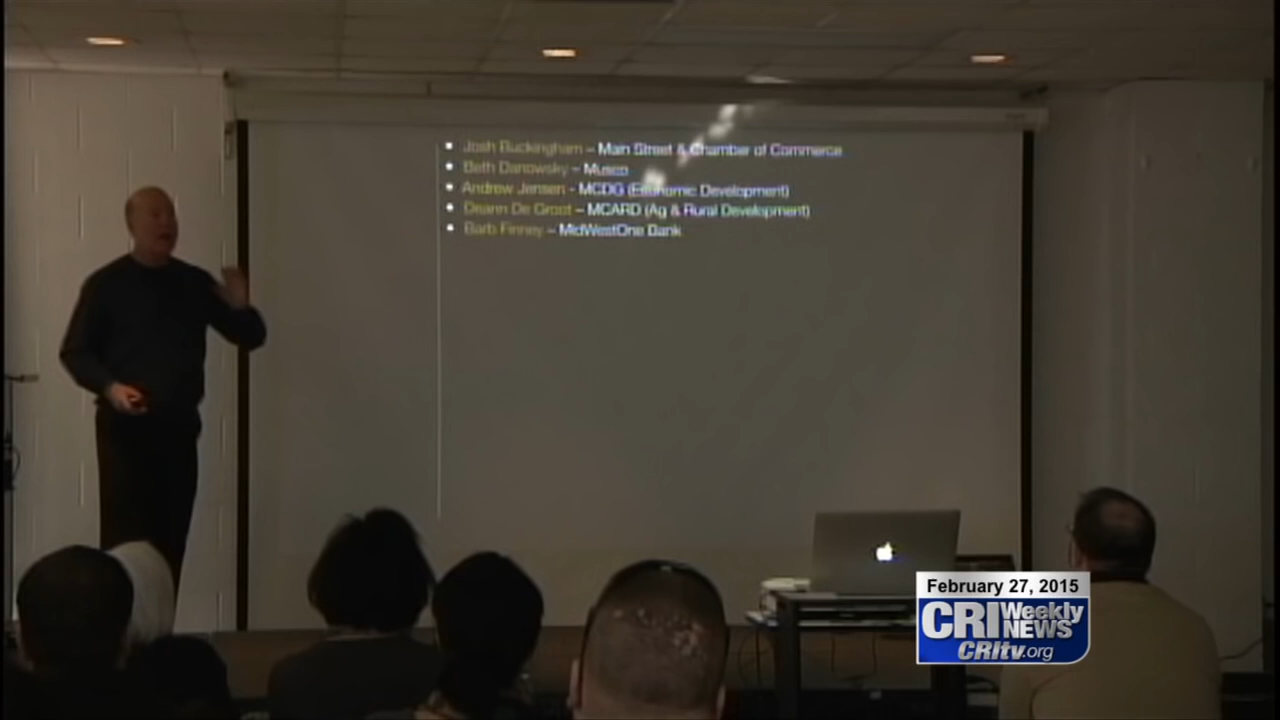 • Josh Buckingham – Main Street & Chamber of Commerce
• Beth Danowsky – Musco
• Andrew Jensen - MCDG (Economic Development)
• Deann De Groot – MCARD (Ag & Rural Development)
• Barb Finney – MidWestOne Bank
February 27, 2015
CRI Weekly NEWS
CRItv.org